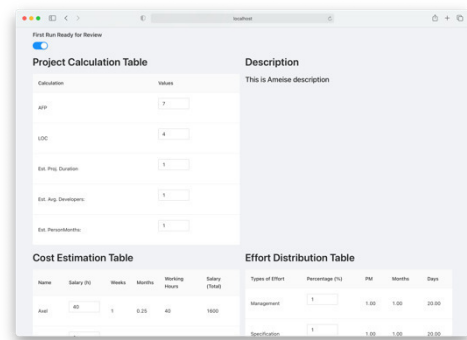 localhost
First Run Ready for Review
Project Calculation Table
Calculation Values
AFP 7
LOC 4
Est. Proj. Duration 1
Est. Avg. Developers: 1
Est. PersonMonths: 1
Description
This is Ameise description
Cost Estimation Table
Name Salary (h) Weeks Months Working Hours Salary (Total)
Axel 40 1 0.25 40 1600
Effort Distribution Table
Types of Effort Percentage (%) PM Months Days
Management 1 1.00 1.00 20.00
Specification 1 1.00 1.00 20.00